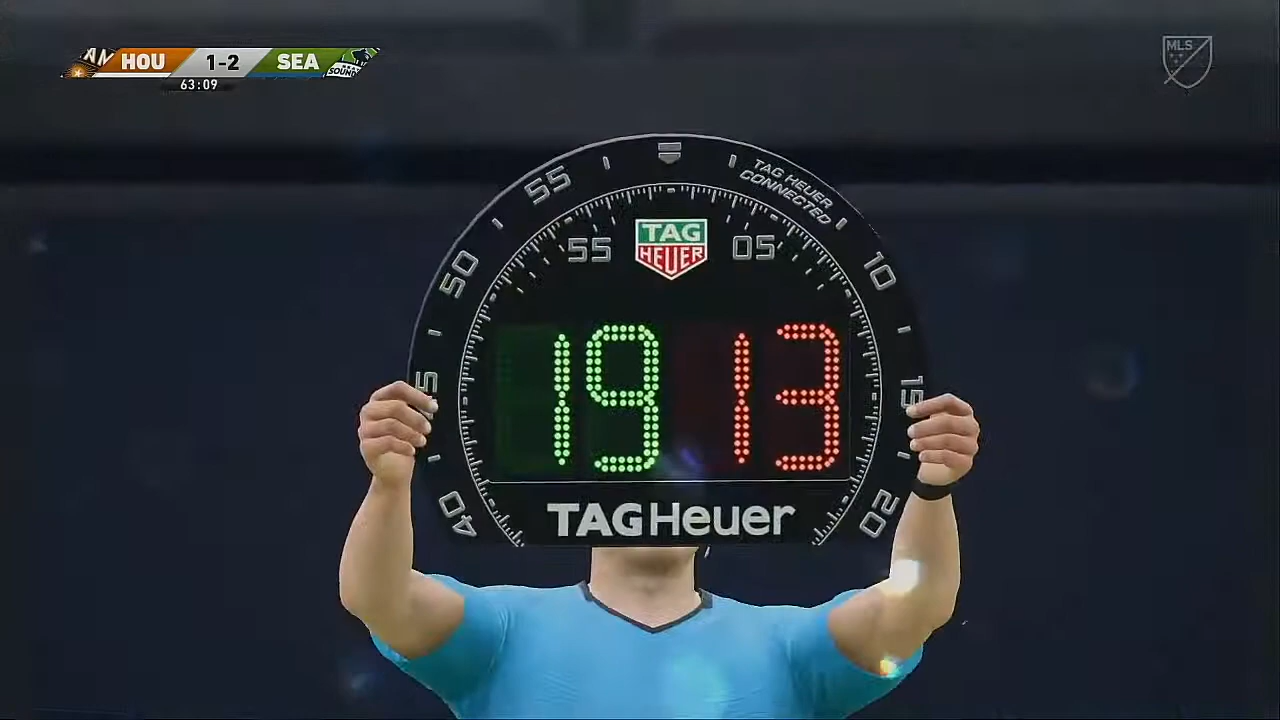 HOU 1-2 SEA
63:09
MLS
TAG HEUER
CONNECTED
55
50
10
55
TAG
HEUER
05
15
19 13
40
20
TAGHeuer